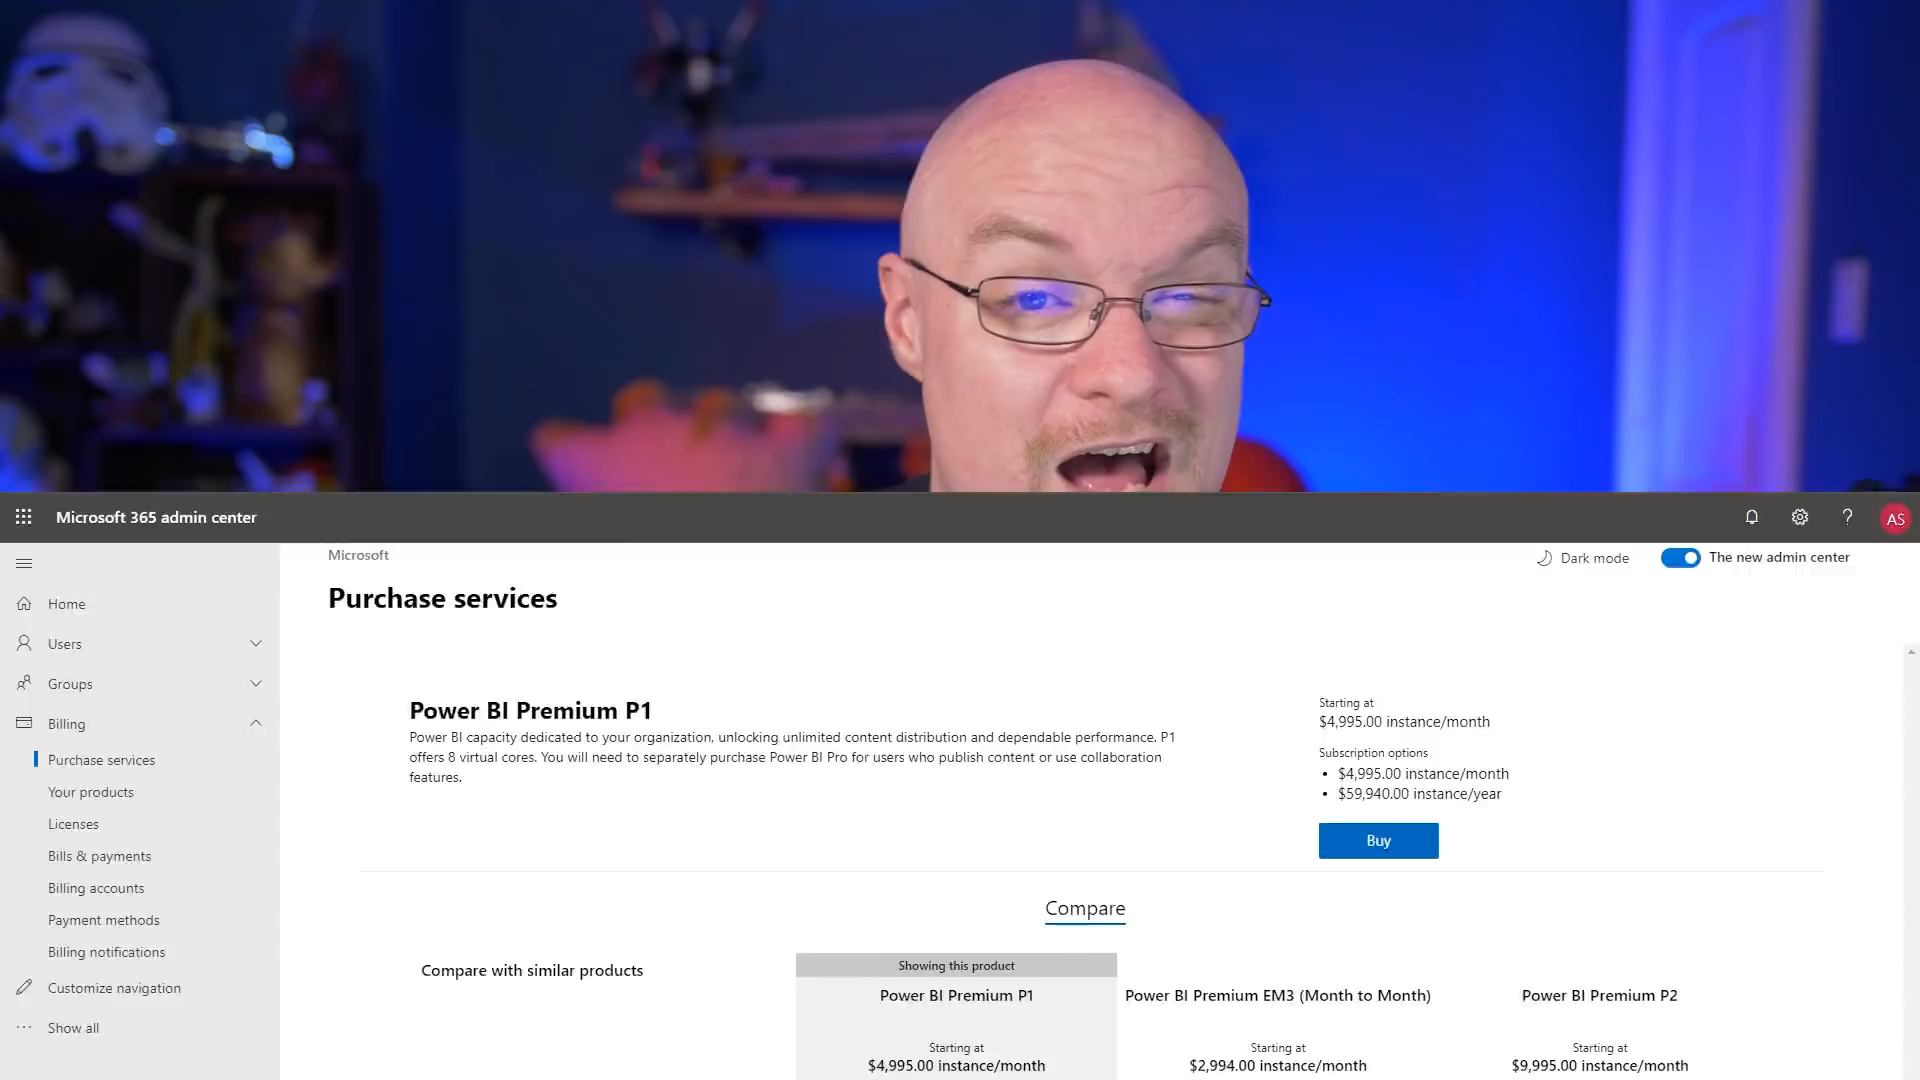 Microsoft 365 admin center
?
AS
Microsoft
Dark mode
The new admin center
Purchase services
Home
Users
Groups
Billing
Purchase services
Your products
Licenses
Bills & payments
Billing accounts
Payment methods
Billing notifications
Customize navigation
Show all
Power BI Premium P1
Power BI capacity dedicated to your organization, unlocking unlimited content distribution and dependable performance. P1
offers 8 virtual cores. You will need to separately purchase Power BI Pro for users who publish content or use collaboration
features.
Starting at
$4,995.00 instance/month
Subscription options
• $4,995.00 instance/month
• $59,940.00 instance/year
Buy
Compare
Compare with similar products
Showing this product
Power BI Premium P1
Starting at
$4,995.00 instance/month
Power BI Premium EM3 (Month to Month)
Starting at
$2,994.00 instance/month
Power BI Premium P2
Starting at
$9,995.00 instance/month